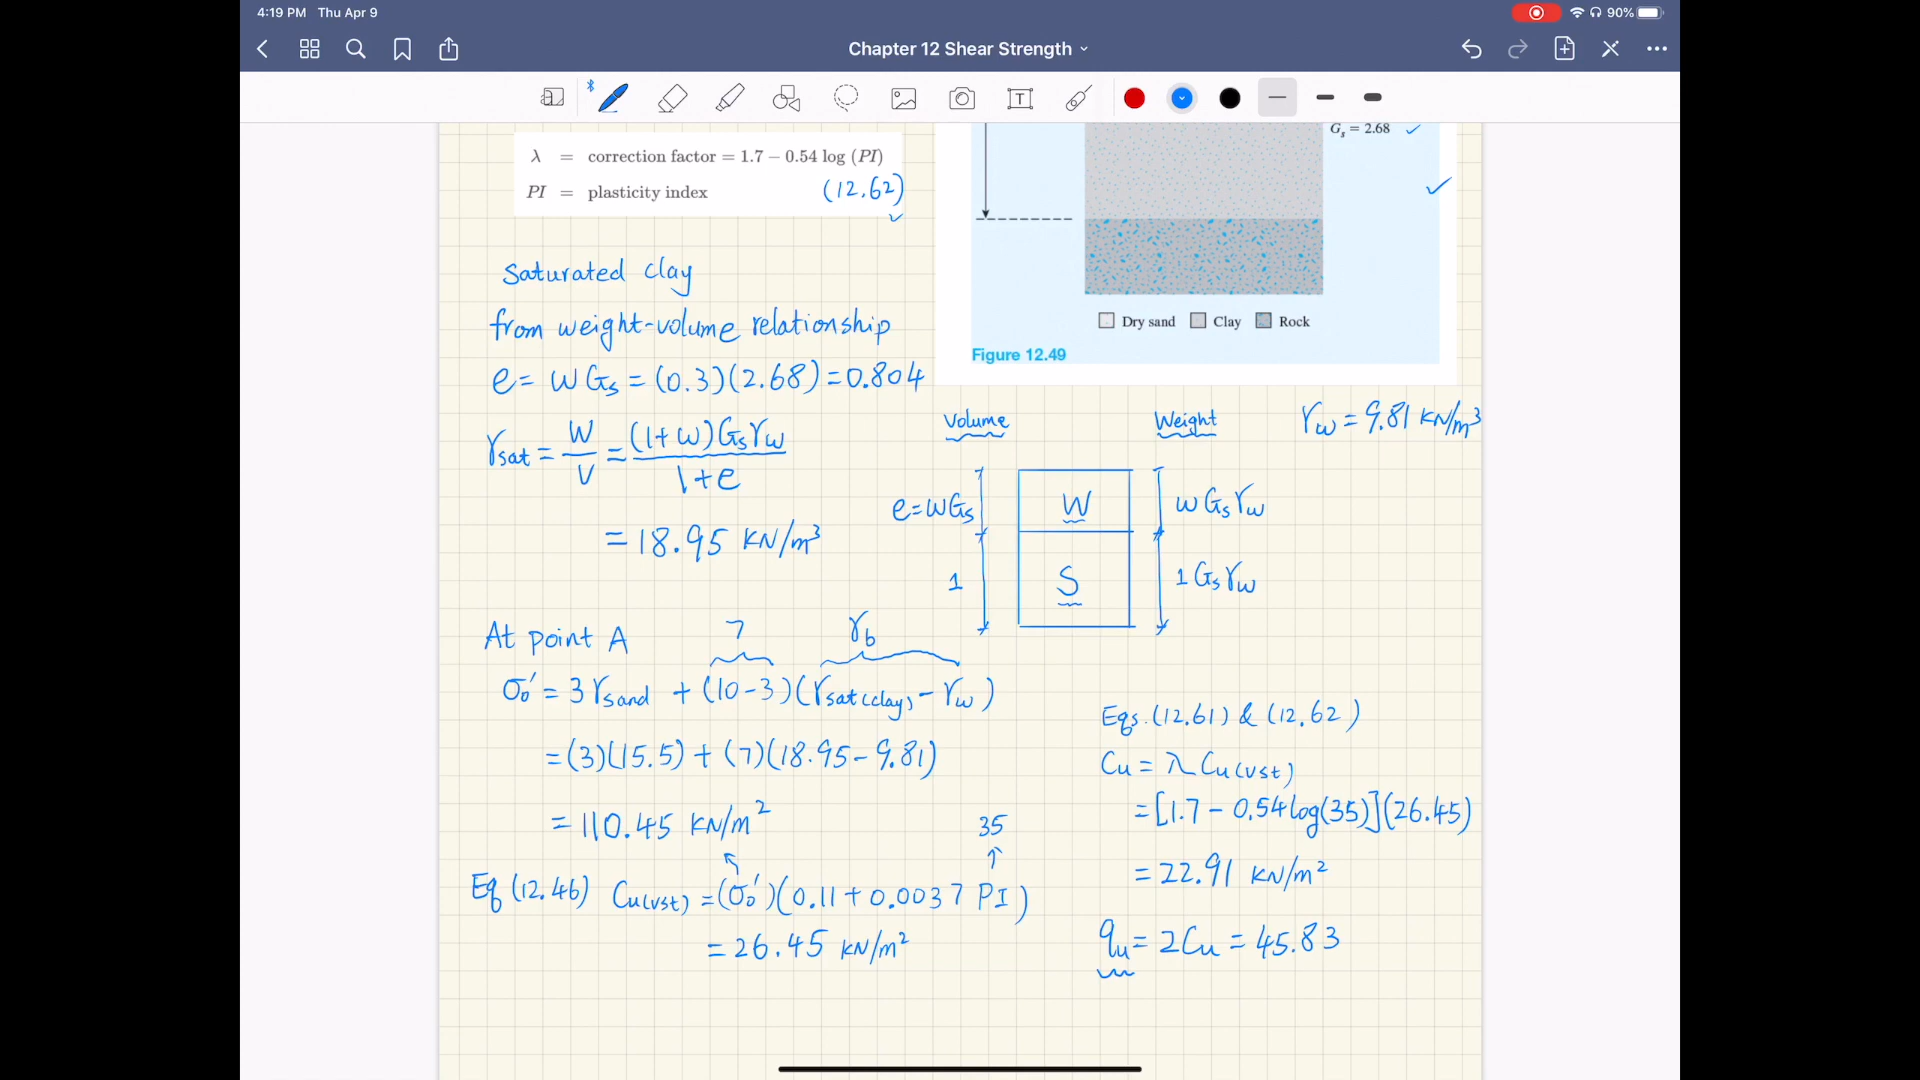 4:19 PM Thu Apr 9
90%
Chapter 12 Shear Strength
λ = correction factor = 1.7 − 0.54 log (PI)
PI = plasticity index (12.62)
Gs = 2.68
Dry sand Clay Rock
Figure 12.49
Saturated clay
from weight-volume relationship
e = wGs = (0.3)(2.68) = 0.804
γsat = W/V = (1+w)Gsγw / 1+e
= 18.95 KN/m³
Volume Weight γw = 9.81 KN/m³
e=wGs W wGsγw
1 S 1Gsγw
At point A
7 γb
σo' = 3γsand + (10-3)(γsat(clay) - γw)
= (3)(15.5) + (7)(18.95 - 9.81)
= 110.45 KN/m²
35
Eq (12.46) Cu(vst) = (σo')(0.11 + 0.0037 PI)
= 26.45 KN/m²
Eqs. (12.61) & (12.62)
Cu = λ Cu(vst)
= [1.7 - 0.54 log(35)](26.45)
= 22.91 KN/m²
qu = 2Cu = 45.83